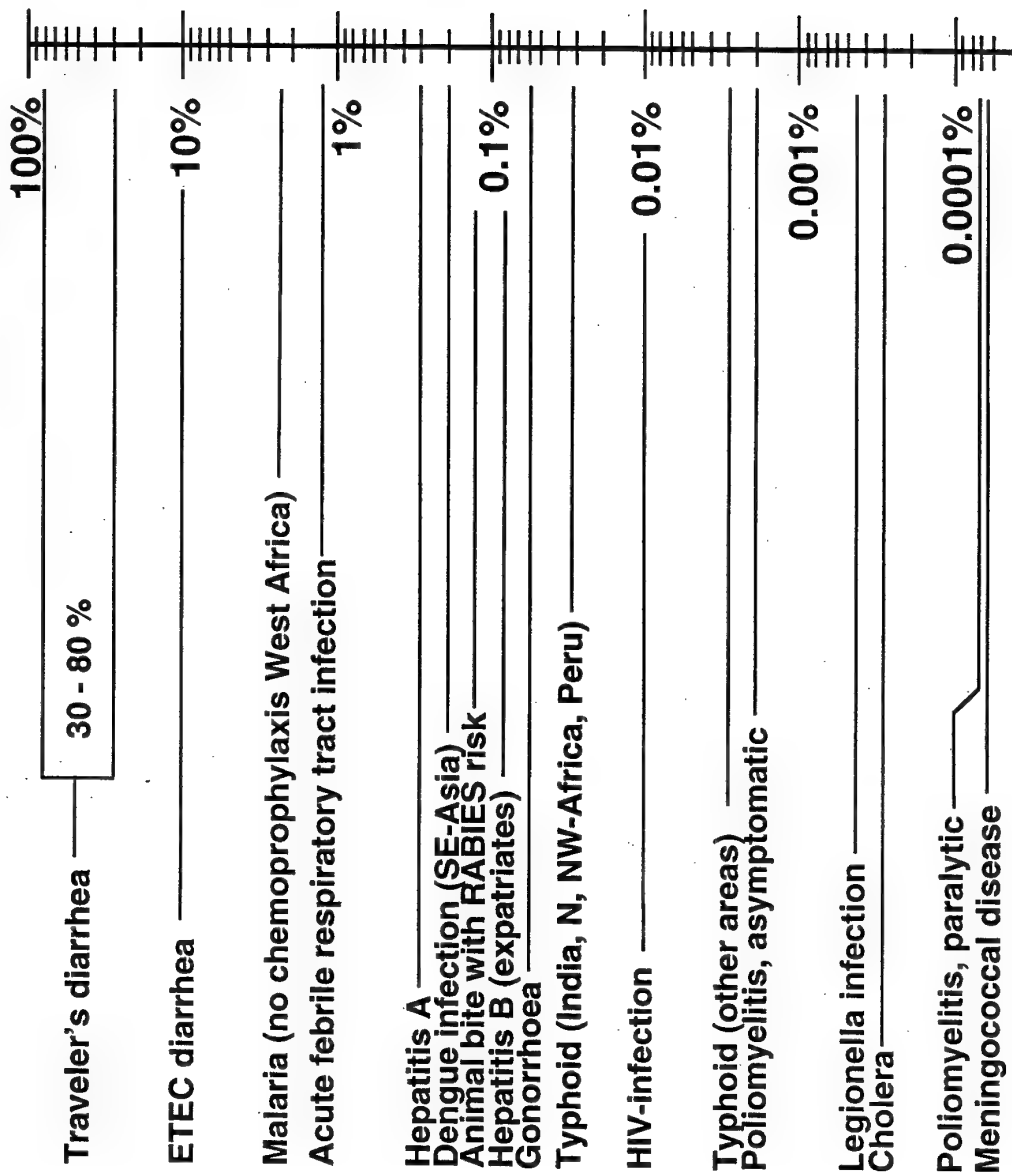 100%
Traveler's diarrhea
30 - 80 %
ETEC diarrhea
10%
Malaria (no chemoprophylaxis West Africa)
Acute febrile respiratory tract infection
1%
Hepatitis A
Dengue infection (SE-Asia)
Animal bite with RABIES risk
0.1%
Hepatitis B (expatriates)
Gonorrhoea
Typhoid (India, N, NW-Africa, Peru)
HIV-infection
0.01%
Typhoid (other areas)
Poliomyelitis, asymptomatic
0.001%
Legionella infection
Cholera
Poliomyelitis, paralytic
0.0001%
Meningococcal disease